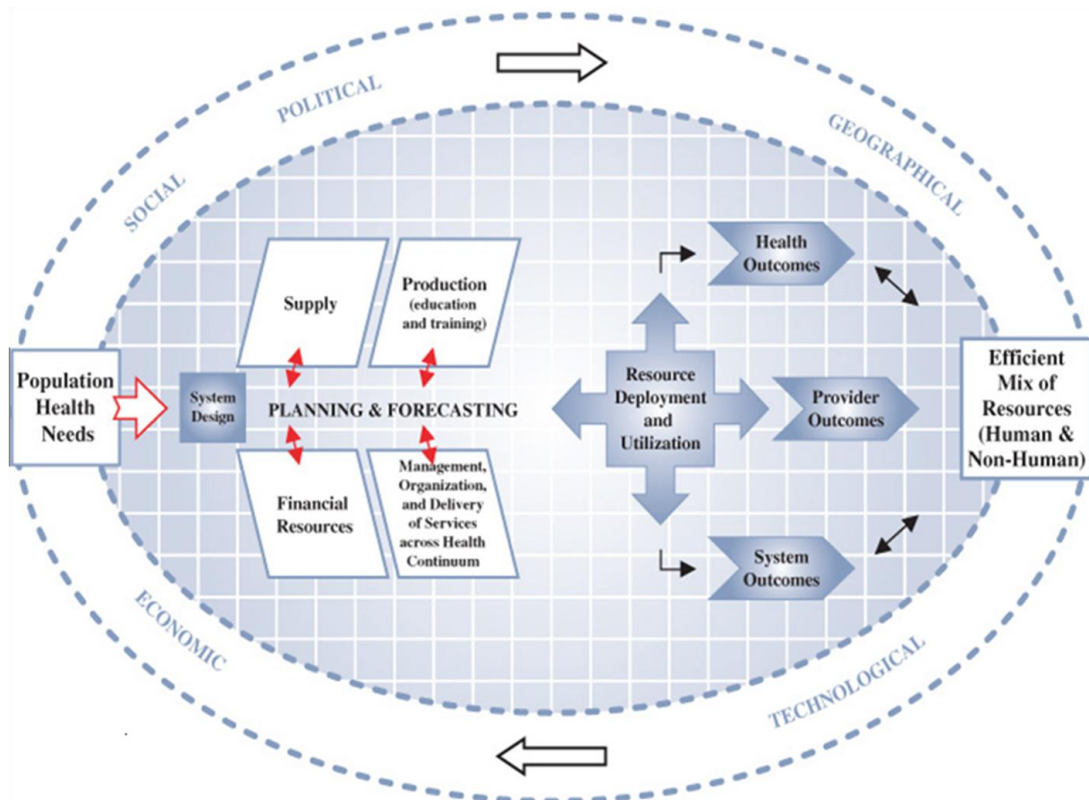 POLITICAL
SOCIAL
GEOGRAPHICAL
Supply
Production
(education
and training)
Health
Outcomes
Population
Health
Needs
System
Design
PLANNING & FORECASTING
Resource
Deployment
and
Utilization
Provider
Outcomes
Efficient
Mix of
Resources
(Human &
Non-Human)
Financial
Resources
Management,
Organization,
and Delivery
of Services
across Health
Continuum
System
Outcomes
ECONOMIC
TECHNOLOGICAL